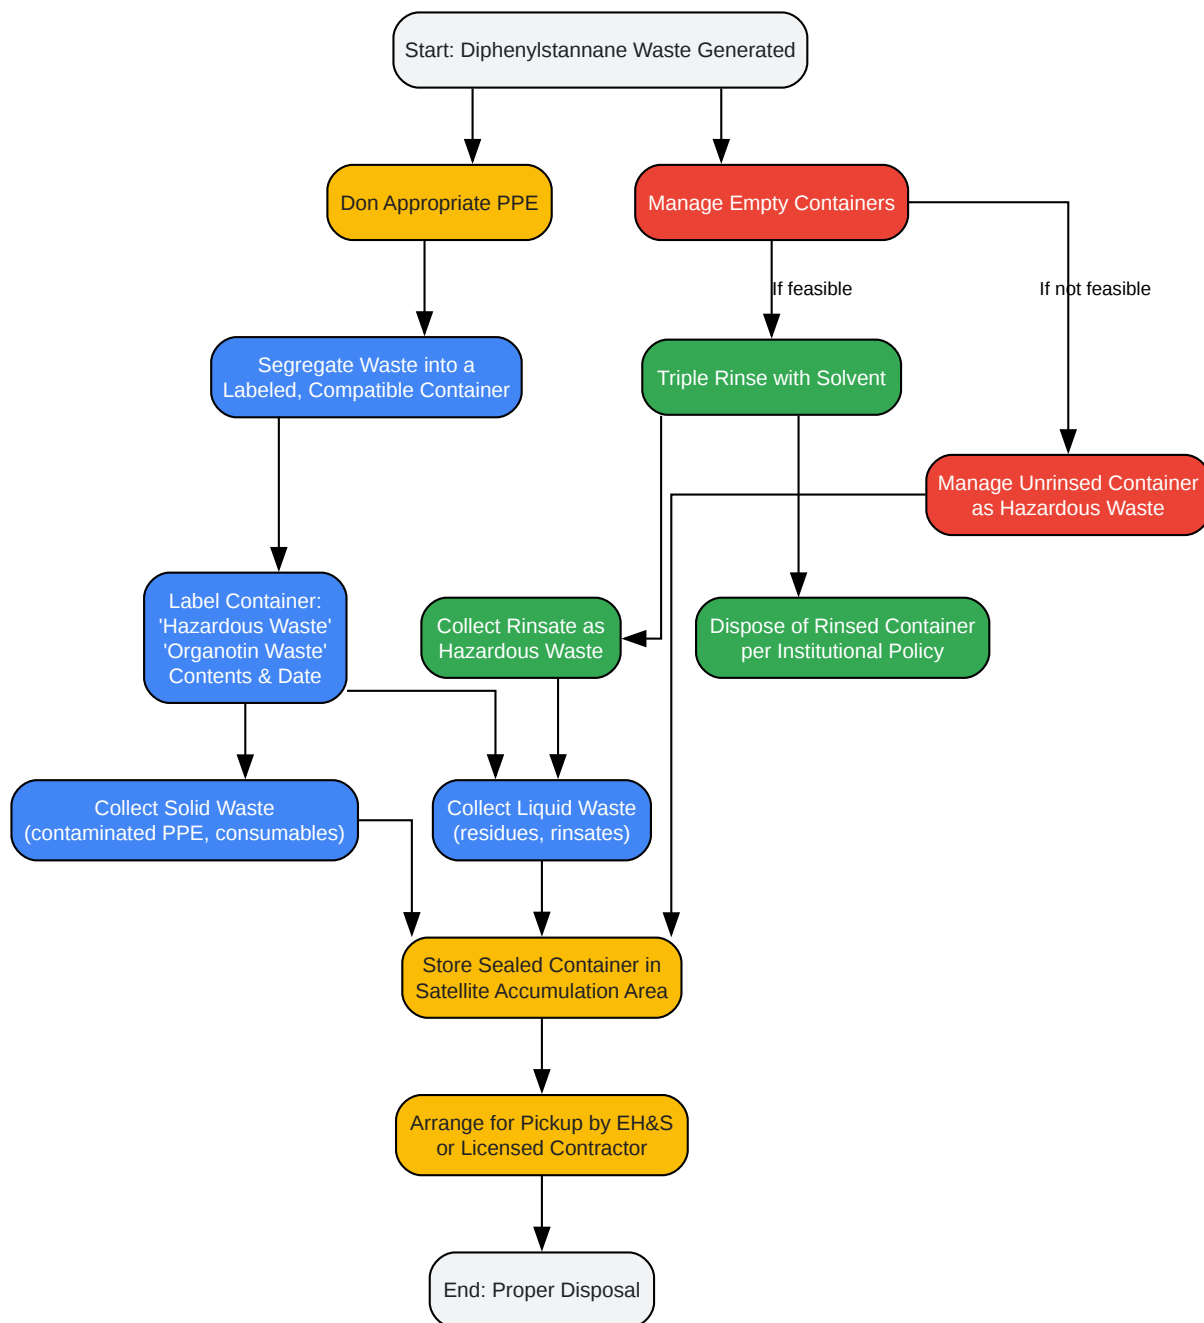 Start: Diphenylstannane Waste Generated
Don Appropriate PPE
Manage Empty Containers
If feasible
If not feasible
Segregate Waste into a
Labeled, Compatible Container
Triple Rinse with Solvent
Manage Unrinsed Container
as Hazardous Waste
Label Container:
'Hazardous Waste'
'Organotin Waste'
Contents & Date
Collect Rinsate as
Hazardous Waste
Dispose of Rinsed Container
per Institutional Policy
Collect Solid Waste
(contaminated PPE, consumables)
Collect Liquid Waste
(residues, rinsates)
Store Sealed Container in
Satellite Accumulation Area
Arrange for Pickup by EH&S
or Licensed Contractor
End: Proper Disposal